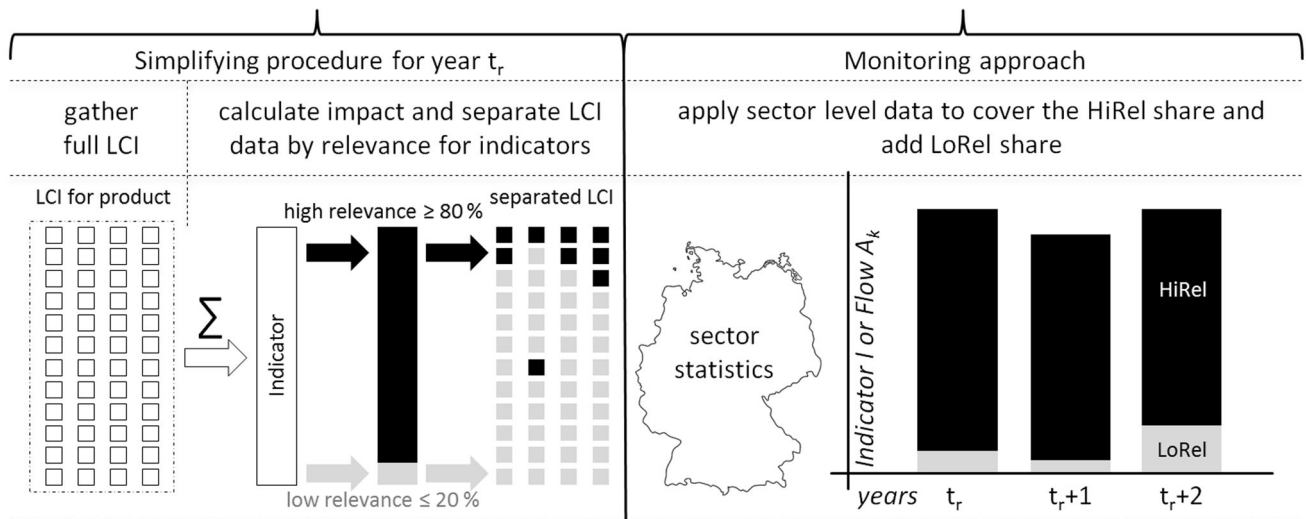 Simplifying procedure for year tᵣ
Monitoring approach
gather
full LCI
calculate impact and separate LCI
data by relevance for indicators
apply sector level data to cover the HiRel share and
add LoRel share
LCI for product
∑
Indicator
high relevance ≥ 80 %
low relevance ≤ 20 %
separated LCI
sector
statistics
Indicator I or Flow Aₖ
HiRel
LoRel
years
tᵣ
tᵣ+1
tᵣ+2